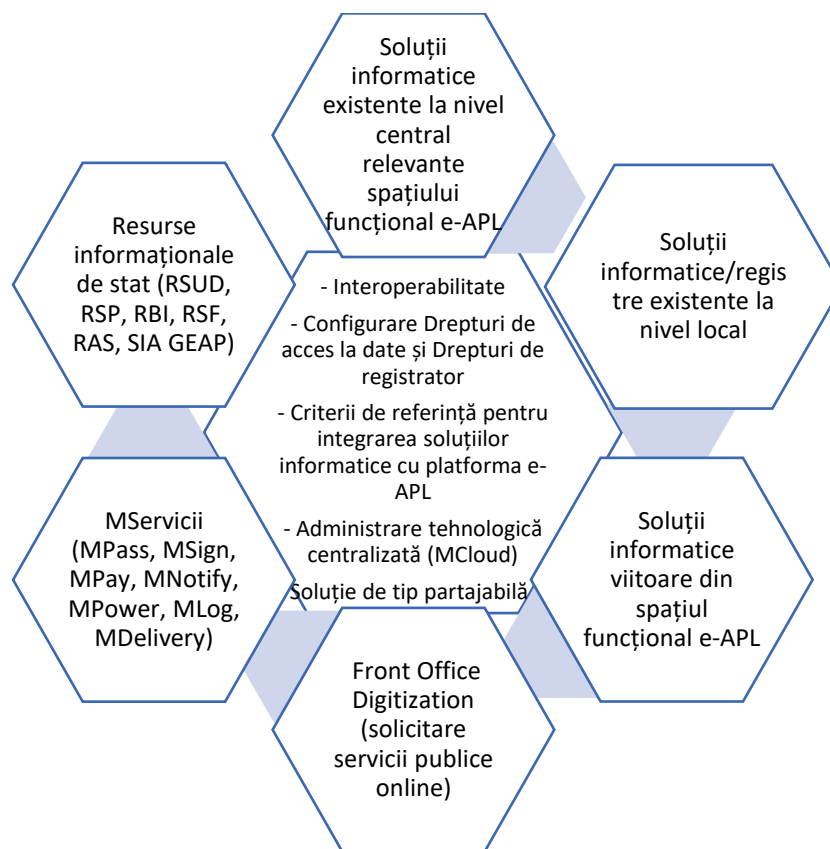 Soluții
informatice
existente la nivel
central
relevante
spațiului
funcțional e-APL
Resurse
informaționale
de stat (RSUD,
RSP, RBI, RSF,
RAS, SIA GEAP)
Soluții
informatice/regis
tre existente la
nivel local
- Interoperabilitate
- Configurare Drepturi de
acces la date și Drepturi de
registrator
- Criterii de referință pentru
integrarea soluțiilor
informatice cu platforma e-
APL
- Administrare tehnologică
centralizată (MCloud)
Soluție de tip partajabilă
MServicii
(MPass, MSign,
MPay, MNotify,
MPower, MLog,
MDelivery)
Soluții
informatice
viitoare din
spațiul
funcțional e-APL
Front Office
Digitization
(solicitare
servicii publice
online)